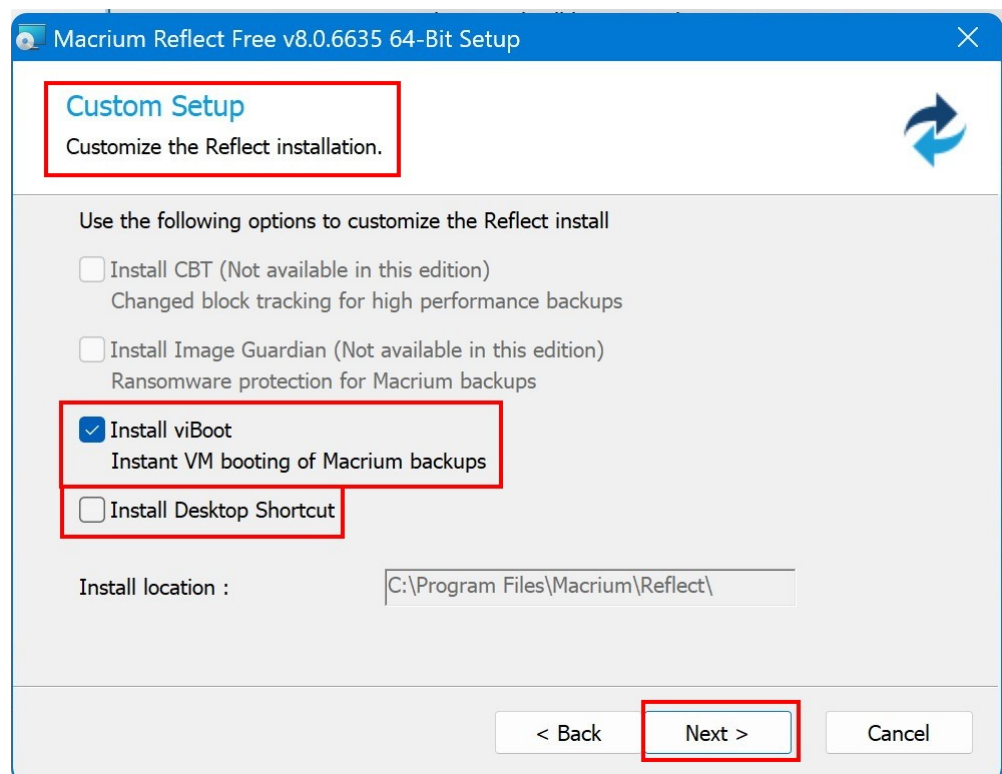 Macrium Reflect Free v8.0.6635 64-Bit Setup
Custom Setup
Customize the Reflect installation.
Use the following options to customize the Reflect install
Install CBT (Not available in this edition)
Changed block tracking for high performance backups
Install Image Guardian (Not available in this edition)
Ransomware protection for Macrium backups
Install viBoot
Instant VM booting of Macrium backups
Install Desktop Shortcut
Install location : C:\Program Files\Macrium\Reflect\
< Back Next > Cancel